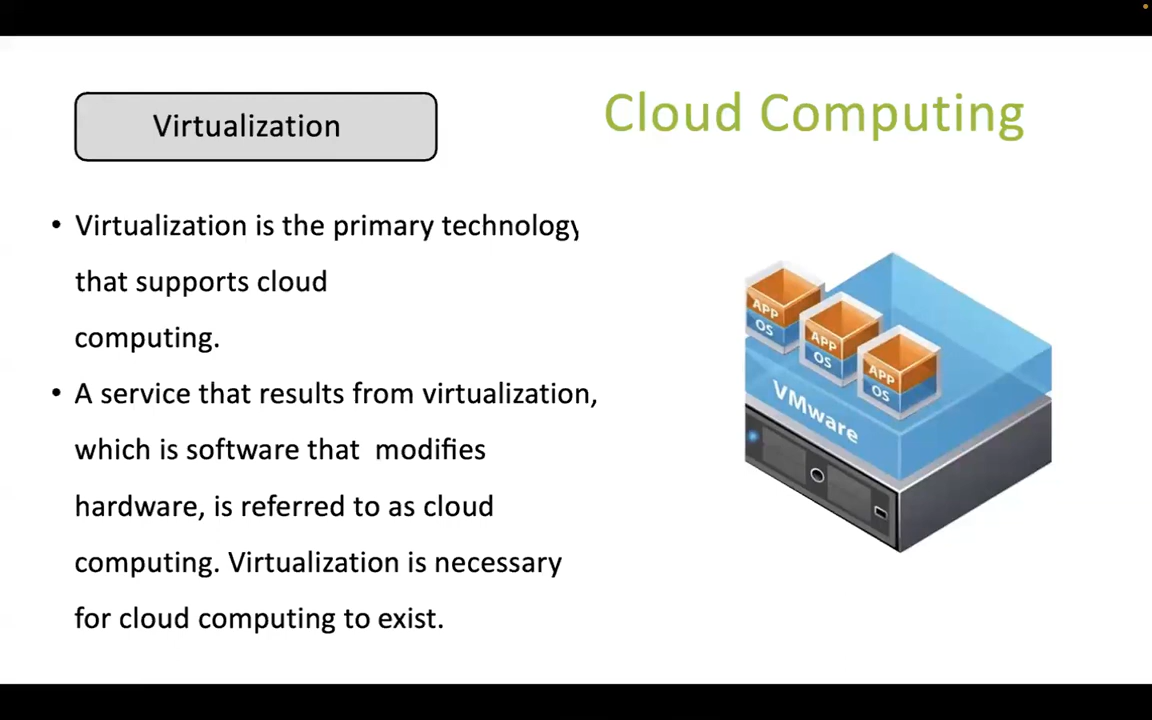 Virtualization
Cloud Computing
• Virtualization is the primary technology
that supports cloud
computing.
• A service that results from virtualization,
which is software that modifies
hardware, is referred to as cloud
computing. Virtualization is necessary
for cloud computing to exist.
APP
OS
APP
OS
APP
OS
VMware